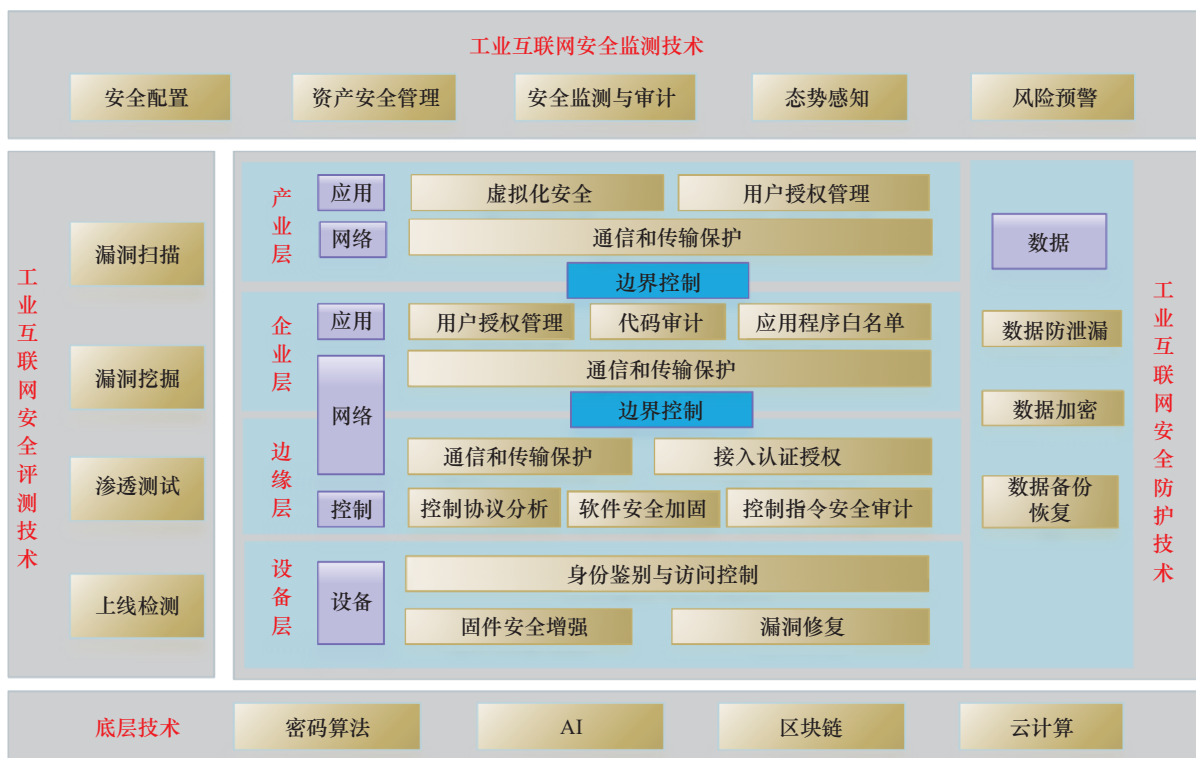 工业互联网安全监测技术
安全配置
资产安全管理
安全监测与审计
态势感知
风险预警
工业互联网安全评测技术
漏洞扫描
漏洞挖掘
渗透测试
上线检测
产业层
应用
虚拟化安全
用户授权管理
网络
通信和传输保护
边界控制
企业层
应用
用户授权管理
代码审计
应用程序白名单
网络
通信和传输保护
边界控制
边缘层
通信和传输保护
接入认证授权
控制
控制协议分析
软件安全加固
控制指令安全审计
设备层
设备
身份鉴别与访问控制
固件安全增强
漏洞修复
数据
数据防泄漏
数据加密
数据备份
恢复
工业互联网安全防护技术
底层技术
密码算法
AI
区块链
云计算